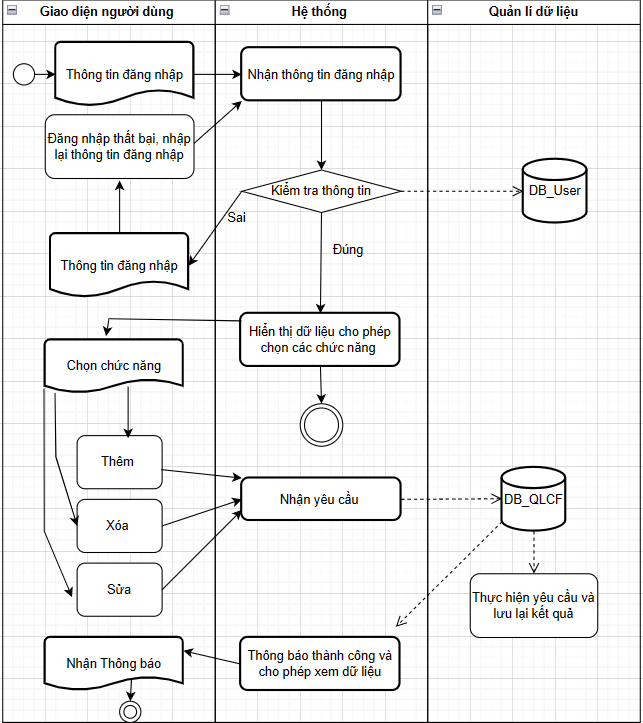 Giao diện người dùng
Hệ thống
Quản lí dữ liệu
Thông tin đăng nhập
Nhận thông tin đăng nhập
Đăng nhập thất bại, nhập
lại thông tin đăng nhập
Kiểm tra thông tin
DB_User
Sai
Thông tin đăng nhập
Đúng
Hiển thị dữ liệu cho phép
chọn các chức năng
Chọn chức năng
Thêm
Nhận yêu cầu
DB_QLCF
Xóa
Sửa
Thực hiện yêu cầu và
lưu lại kết quả
Nhận Thông báo
Thông báo thành công và
cho phép xem dữ liệu